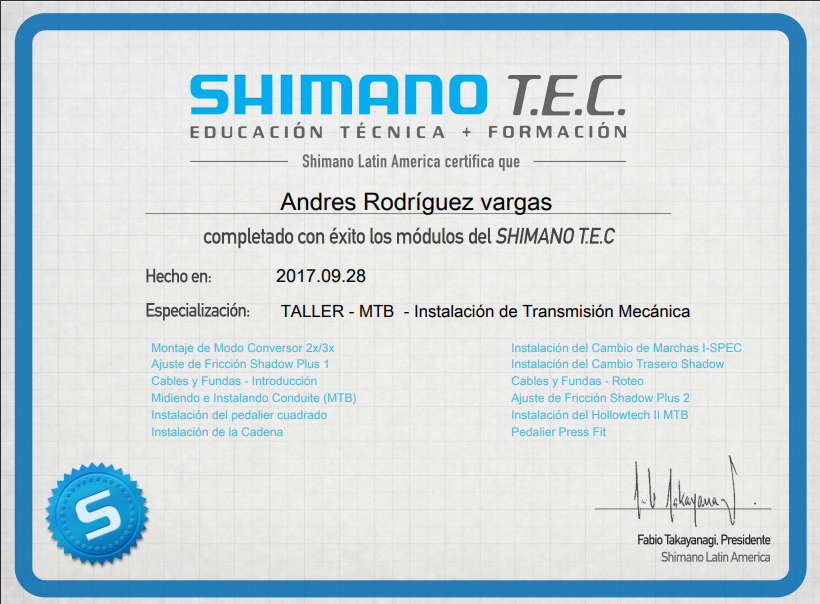 SHIMANO T.E.C.
EDUCACIÓN TÉCNICA + FORMACIÓN
Shimano Latin America certifica que
Andres Rodríguez vargas
completado con éxito los módulos del SHIMANO T.E.C
Hecho en: 2017.09.28
Especialización: TALLER - MTB - Instalación de Transmisión Mecánica
Montaje de Modo Conversor 2x/3x
Ajuste de Fricción Shadow Plus 1
Cables y Fundas - Introducción
Midiendo e Instalando Conduite (MTB)
Instalación del pedalier cuadrado
Instalación de la Cadena
Instalación del Cambio de Marchas I-SPEC
Instalación del Cambio Trasero Shadow
Cables y Fundas - Roteo
Ajuste de Fricción Shadow Plus 2
Instalación del Hollowtech II MTB
Pedalier Press Fit
S
Fabio Takayanagi, Presidente
Shimano Latin America